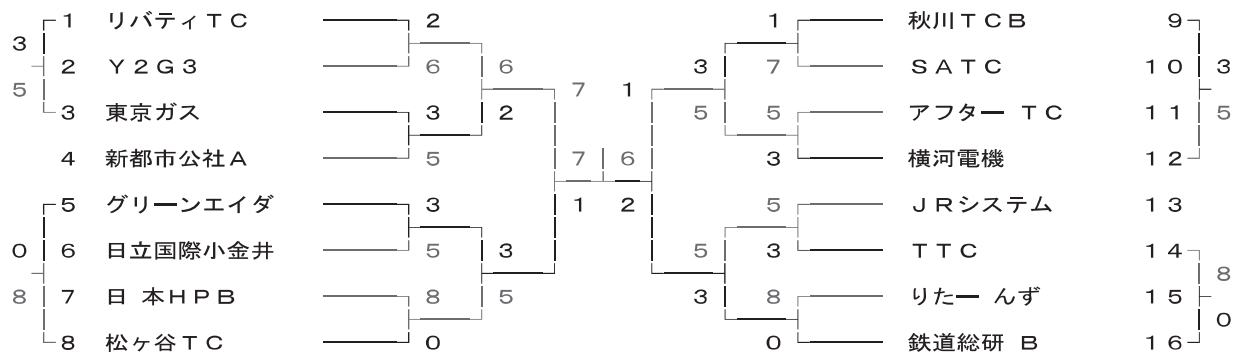 1 リバティTC 2 1 秋川TCB 9
3 3
2 Y2G3 6 6 3 7 SATC 10
5 7 1 5
3 東京ガス 3 2 5 5 アフター TC 11
4 新都市公社A 5 7 6 3 横河電機 12
5 グリーンエイダ 3 1 2 5 JRシステム 13
0 6 日立国際小金井 5 3 5 3 TTC 14
8 8
7 日 本HPB 8 5 3 8 りたー んず 15
0
8 松ヶ谷TC 0 0 鉄道総研 B 16